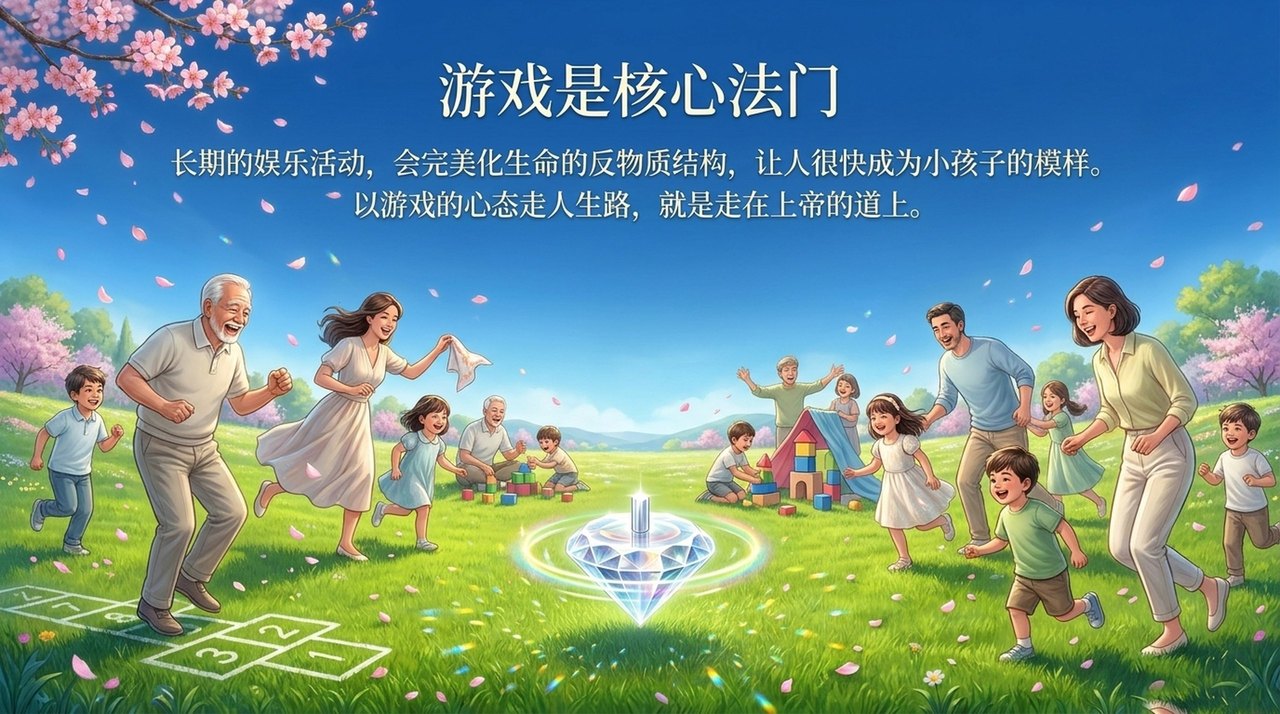 游戏是核心法门
长期的娱乐活动，会完美化生命的反物质结构，让人很快成为小孩子的模样。
以游戏的心态走人生路，就是走在上帝的道上。
2
3
1